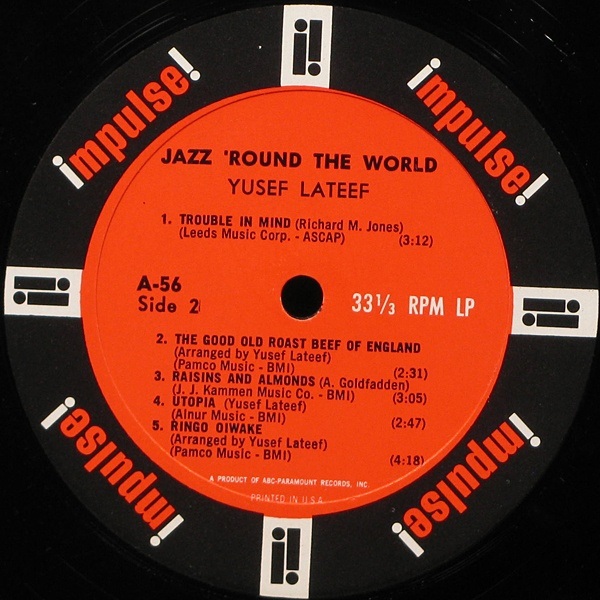 impulse!
impulse!
JAZZ 'ROUND THE WORLD
YUSEF LATEEF
1. TROUBLE IN MIND (Richard M. Jones)
(Leeds Music Corp. - ASCAP) (3:12)
A-56
Side 2
33 1/3 RPM LP
2. THE GOOD OLD ROAST BEEF OF ENGLAND
(Arranged by Yusef Lateef)
(Pamco Music - BMI) (2:31)
3. RAISINS AND ALMONDS (A. Goldfadden)
(J. J. Kammen Music Co. - BMI) (3:05)
4. UTOPIA (Yusef Lateef)
(Alnur Music - BMI) (2:47)
5. RINGO OIWAKE
(Arranged by Yusef Lateef)
(Pamco Music - BMI) (4:18)
A PRODUCT OF ABC-PARAMOUNT RECORDS, INC.
PRINTED IN U.S.A.
impulse!
impulse!